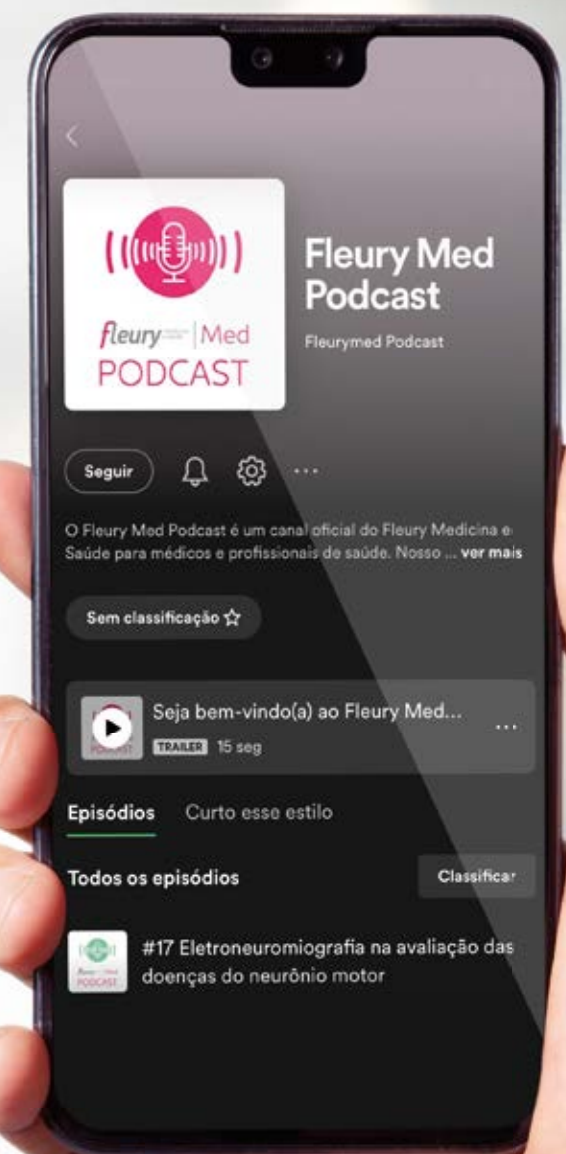 fleury
Med
PODCAST
Fleury Med
Podcast
Fleurymed Podcast
Seguir
O Fleury Med Podcast é um canal oficial do Fleury Medicina e
Saúde para médicos e profissionais de saúde. Nosso ... ver mais
Sem classificação
Seja bem-vindo(a) ao Fleury Med...
PODCAST
TRAILER 15 seg
Episódios Curto esse estilo
Todos os episódios Classificar
#17 Eletroneuromiografia na avaliação das
doenças do neurônio motor
PODCAST